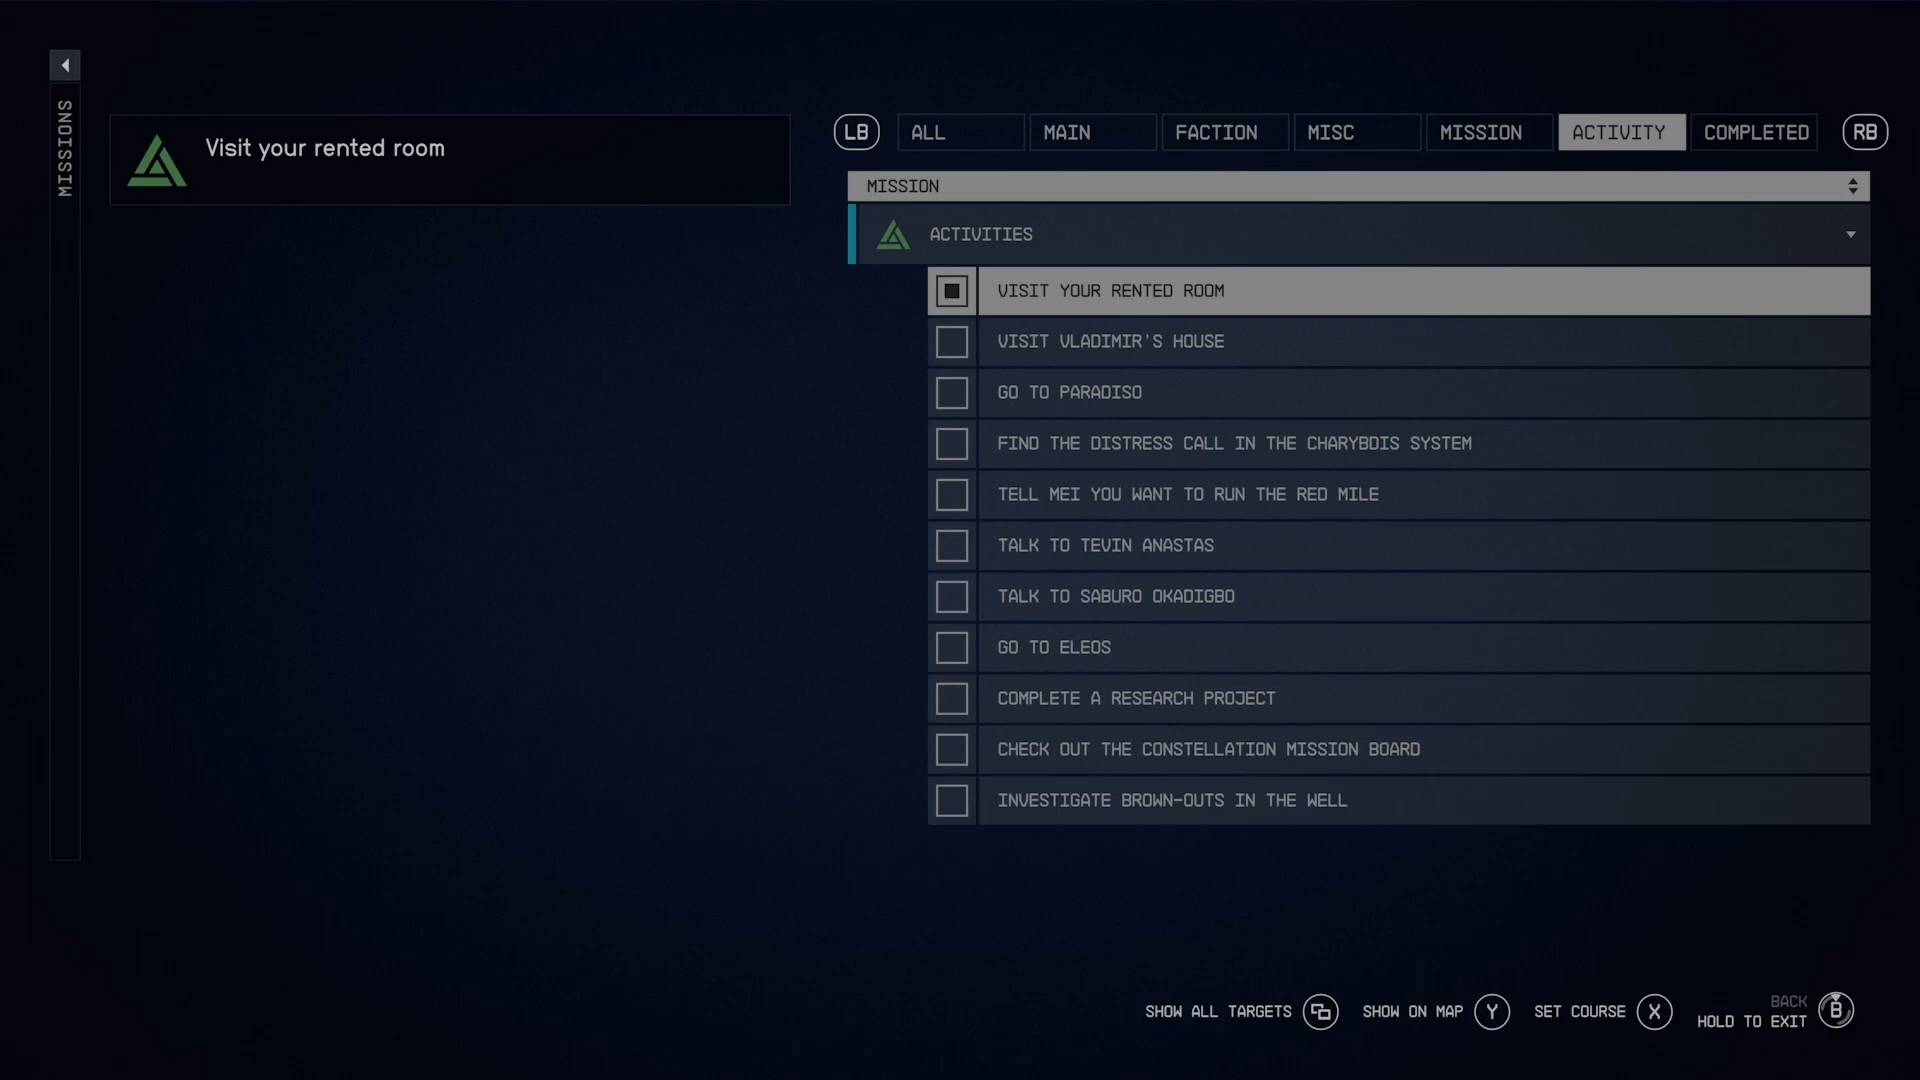 MISSIONS
Visit your rented room
LB ALL MAIN FACTION MISC MISSION ACTIVITY COMPLETED RB
MISSION
ACTIVITIES
VISIT YOUR RENTED ROOM
VISIT VLADIMIR'S HOUSE
GO TO PARADISO
FIND THE DISTRESS CALL IN THE CHARYBDIS SYSTEM
TELL MEI YOU WANT TO RUN THE RED MILE
TALK TO TEVIN ANASTAS
TALK TO SABURO OKADIGBO
GO TO ELEOS
COMPLETE A RESEARCH PROJECT
CHECK OUT THE CONSTELLATION MISSION BOARD
INVESTIGATE BROWN-OUTS IN THE WELL
SHOW ALL TARGETS SHOW ON MAP Y SET COURSE X BACK B
HOLD TO EXIT